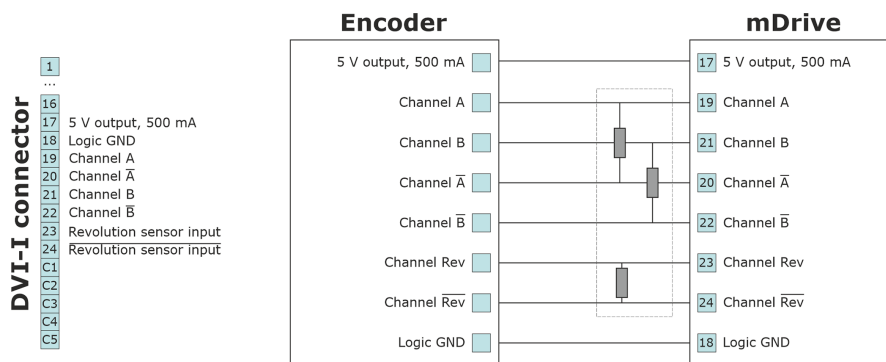 Encoder
mDrive
DVI-I connector
1
...
16
17 5 V output, 500 mA
18 Logic GND
19 Channel A
20 Channel A̅
21 Channel B
22 Channel B̅
23 Revolution sensor input
24 R̅e̅v̅o̅l̅u̅t̅i̅o̅n̅ ̅s̅e̅n̅s̅o̅r̅ ̅i̅n̅p̅u̅t̅
C1
C2
C3
C4
C5
5 V output, 500 mA
Channel A
Channel B
Channel A̅
Channel B̅
Channel Rev
Channel R̅e̅v̅
Logic GND
17 5 V output, 500 mA
19 Channel A
21 Channel B
20 Channel A̅
22 Channel B̅
23 Channel Rev
24 Channel R̅e̅v̅
18 Logic GND